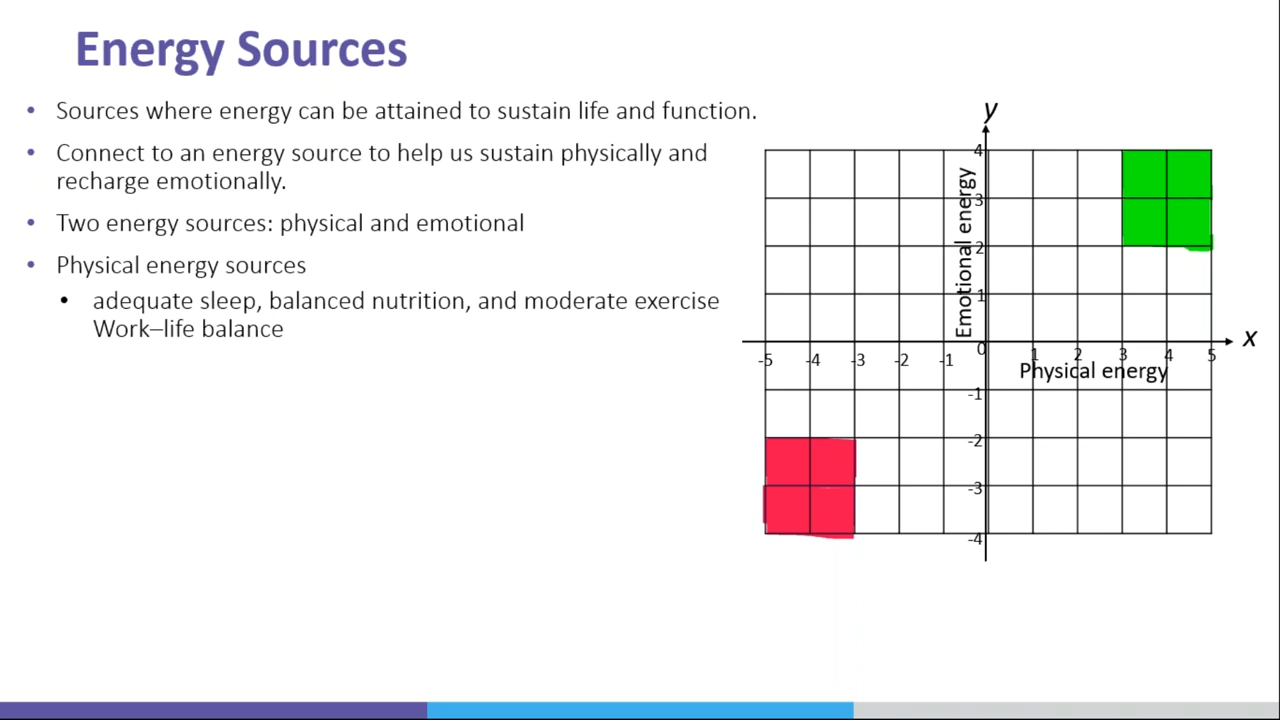 Energy Sources
• Sources where energy can be attained to sustain life and function.
• Connect to an energy source to help us sustain physically and
recharge emotionally.
• Two energy sources: physical and emotional
• Physical energy sources
• adequate sleep, balanced nutrition, and moderate exercise
Work–life balance
y
4
3
2
1
0
Emotional energy
x
-5 -4 -3 -2 -1 1 2 3 4 5
Physical energy
-1
-2
-3
-4